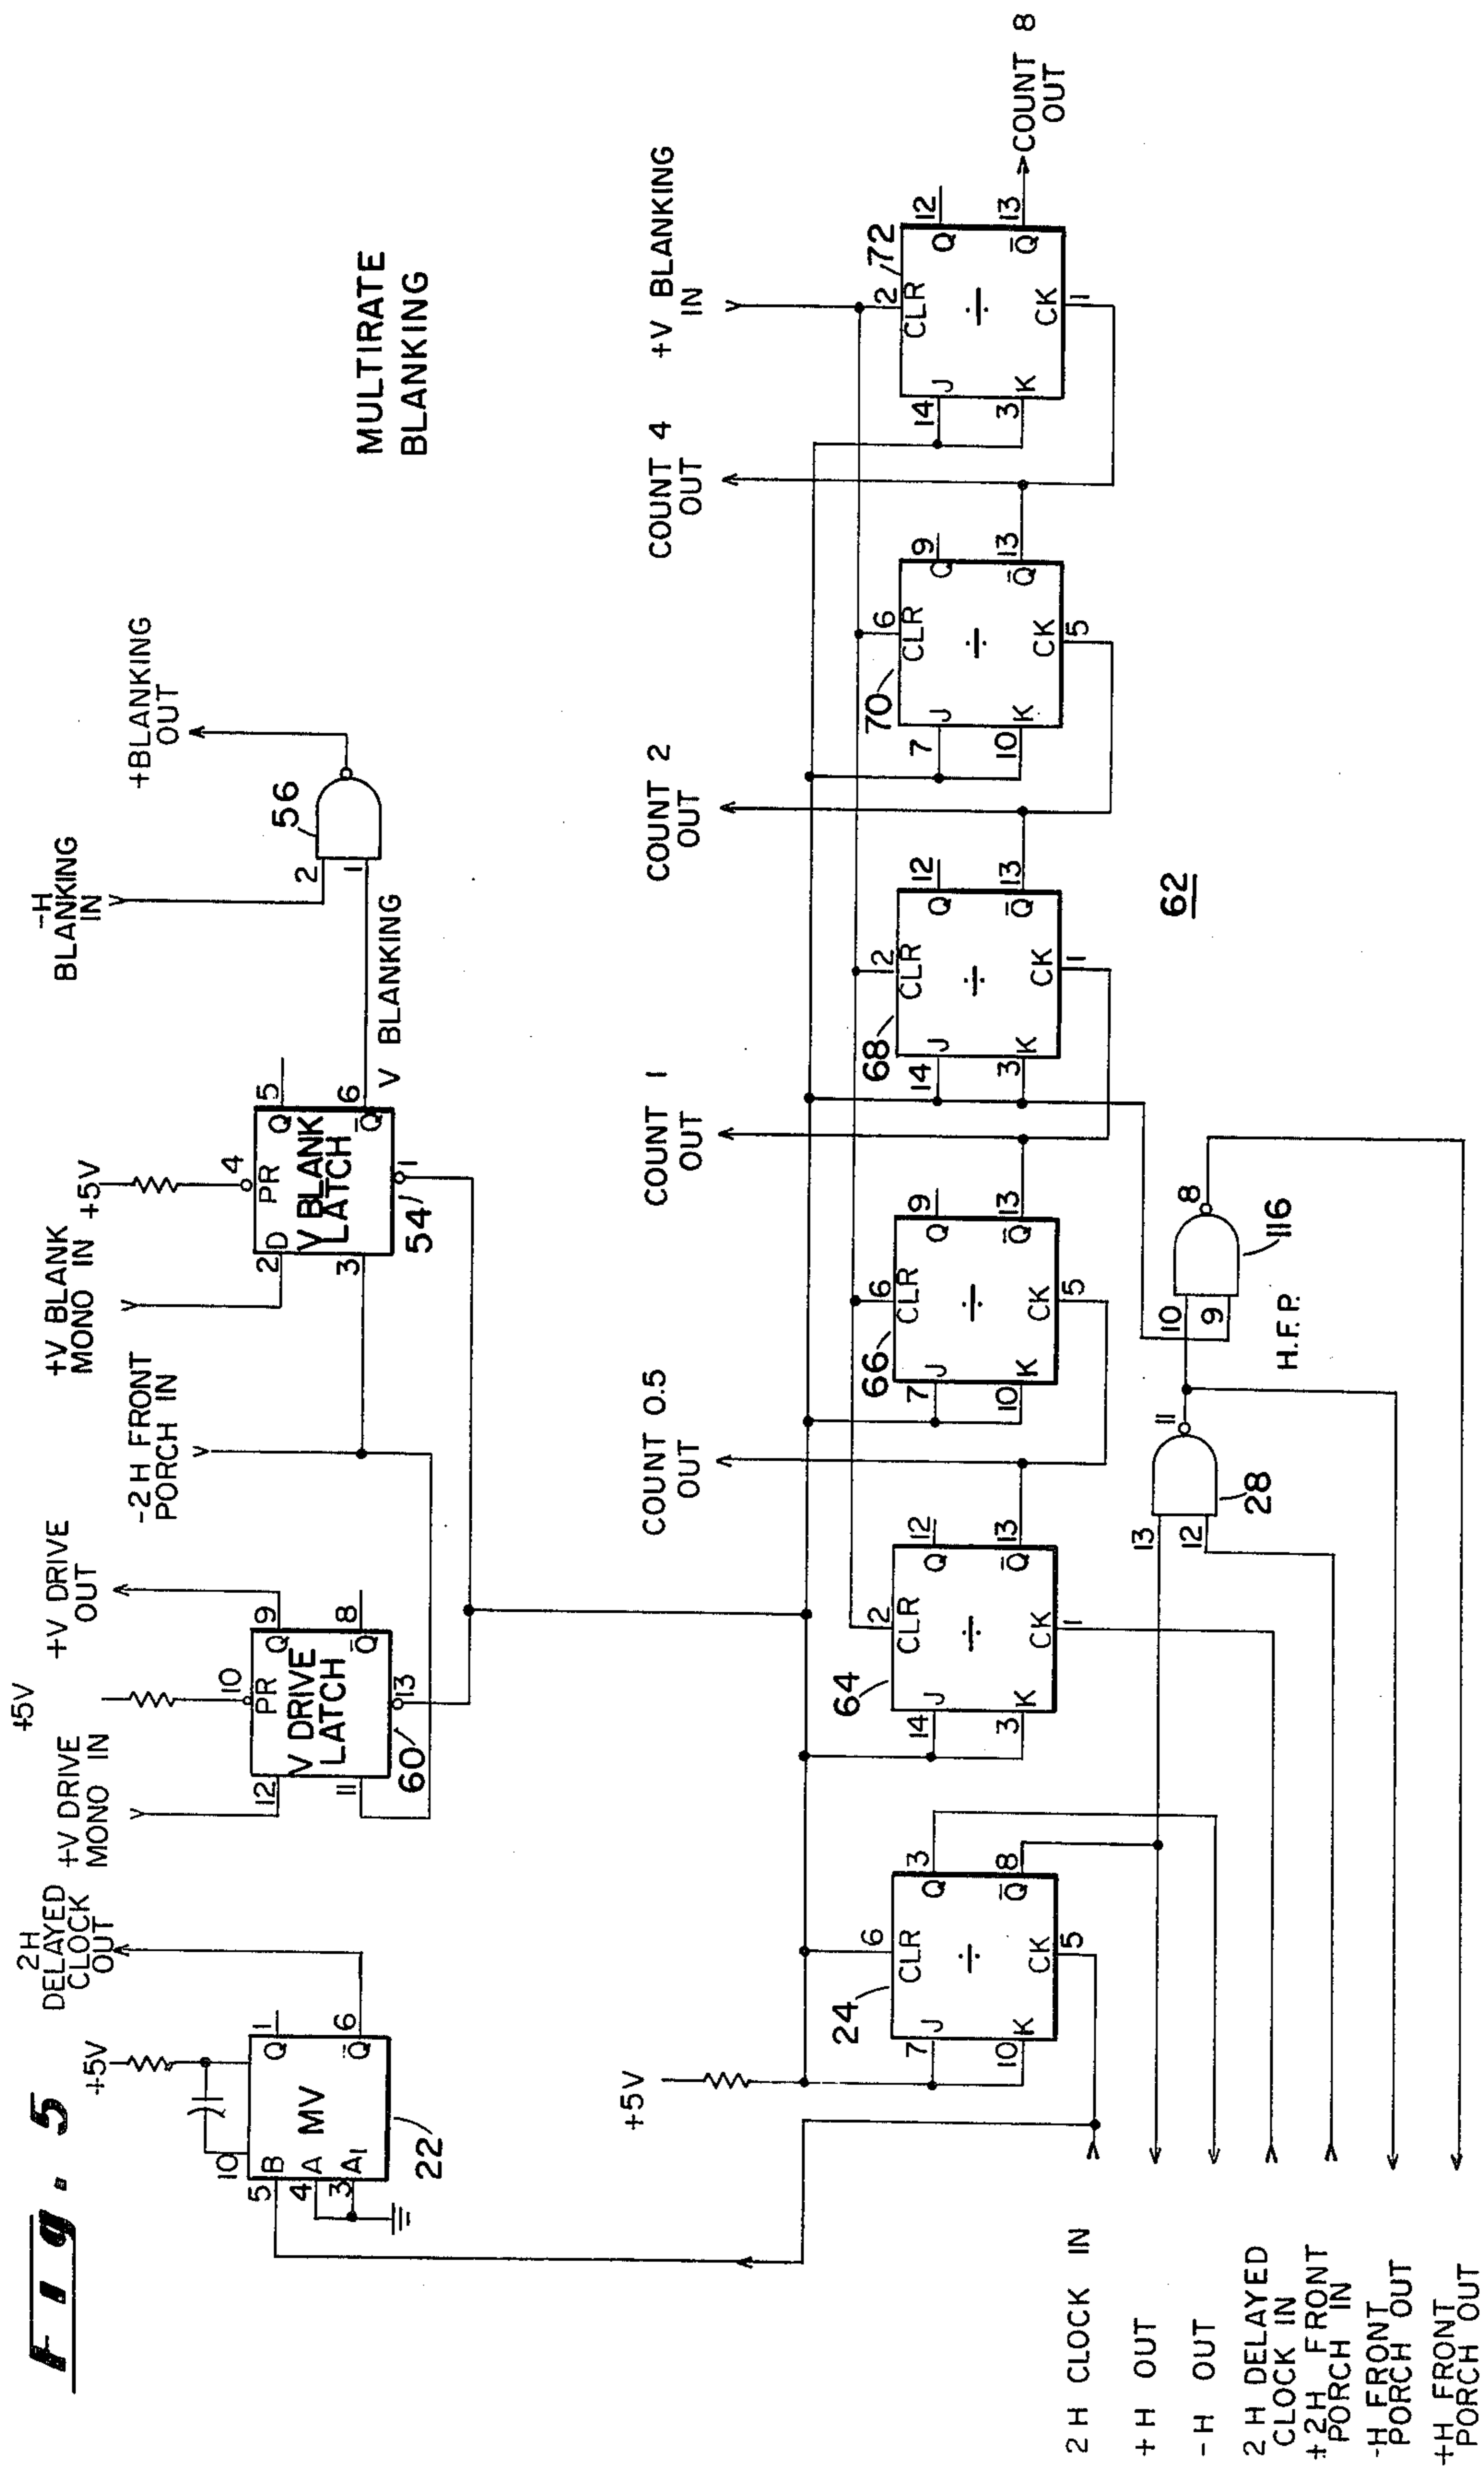 Fig. 5
MULTIRATE
BLANKING
+5V
2H
DELAYED
CLOCK
OUT
10
5
B
4
A
3
A1
MV
Q
1
Q̄
6
22
+V DRIVE
MONO IN
+5V
+V DRIVE
OUT
12
11
10
PR
V DRIVE
LATCH
Q
9
Q̄
8
13
60
-2H FRONT
PORCH IN
+V BLANK
MONO IN
+5V
2
D
3
4
PR
V BLANK
LATCH
Q
5
Q̄
6
1
54
V BLANKING
-H
BLANKING
IN
2
1
56
+BLANKING
OUT
+5V
24
7
J
10
K
6
CLR
÷
CK
5
Q
3
Q̄
8
COUNT 0.5
OUT
64
14
J
3
K
2
CLR
÷
CK
1
Q
12
Q̄
13
COUNT 1
OUT
66
7
J
10
K
6
CLR
÷
CK
5
Q
9
Q̄
13
COUNT 2
OUT
68
14
J
3
K
2
CLR
÷
CK
1
Q
12
Q̄
13
COUNT 4
OUT
70
7
J
10
K
6
CLR
÷
CK
5
Q
9
Q̄
13
+V BLANKING
IN
72
14
J
3
K
2
CLR
÷
CK
1
Q
12
Q̄
13
COUNT 8
OUT
62
13
12
11
28
10
9
8
116
H.F.P.
2 H CLOCK IN
+ H OUT
- H OUT
2 H DELAYED
CLOCK IN
+2H FRONT
PORCH IN
-H FRONT
PORCH OUT
+H FRONT
PORCH OUT